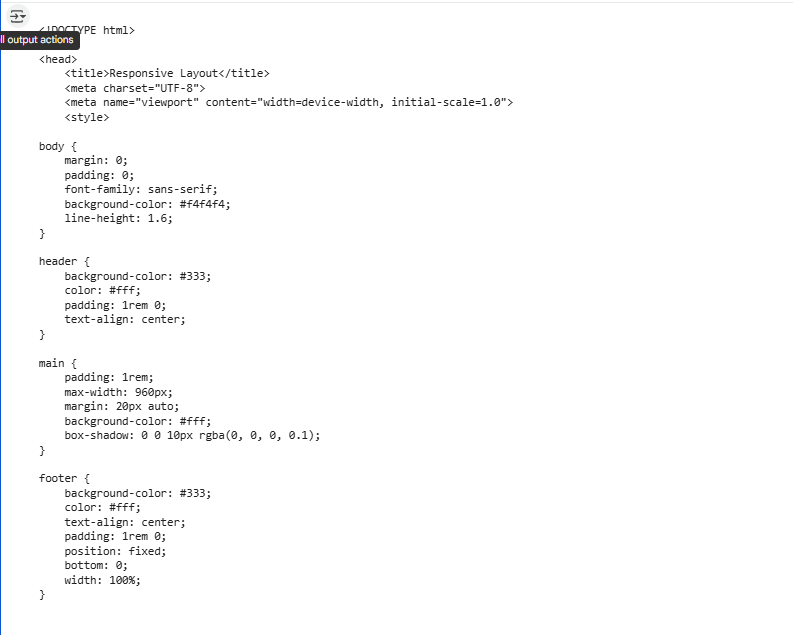 <!DOCTYPE html>
ll output actions
<head>
    <title>Responsive Layout</title>
    <meta charset="UTF-8">
    <meta name="viewport" content="width=device-width, initial-scale=1.0">
    <style>

body {
    margin: 0;
    padding: 0;
    font-family: sans-serif;
    background-color: #f4f4f4;
    line-height: 1.6;
}

header {
    background-color: #333;
    color: #fff;
    padding: 1rem 0;
    text-align: center;
}

main {
    padding: 1rem;
    max-width: 960px;
    margin: 20px auto;
    background-color: #fff;
    box-shadow: 0 0 10px rgba(0, 0, 0, 0.1);
}

footer {
    background-color: #333;
    color: #fff;
    text-align: center;
    padding: 1rem 0;
    position: fixed;
    bottom: 0;
    width: 100%;
}